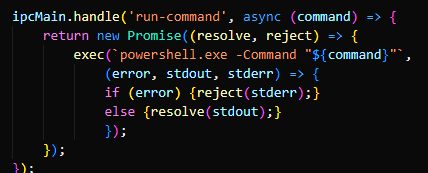 ipcMain.handle('run-command', async (command) => {
    return new Promise((resolve, reject) => {
        exec(`powershell.exe -Command "${command}"`,
            (error, stdout, stderr) => {
            if (error) {reject(stderr);}
            else {resolve(stdout);}
            });
    });
});